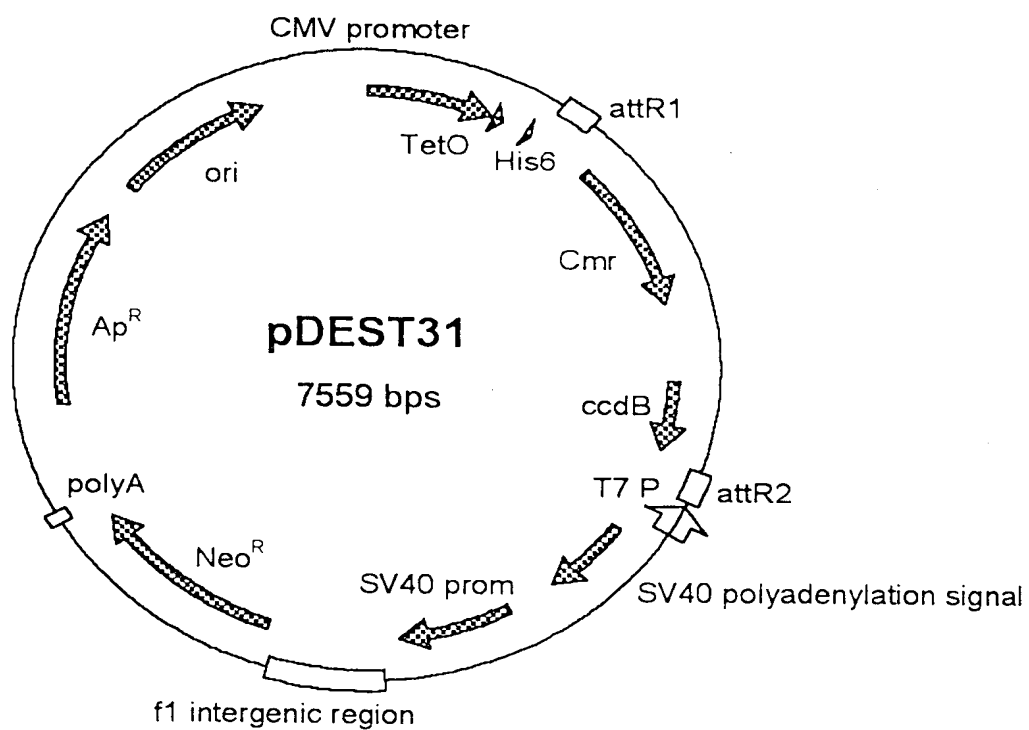 CMV promoter
attR1
TetO
His6
ori
Cmr
Ap^R
pDEST31
7559 bps
ccdB
polyA
T7 P
attR2
Neo^R
SV40 prom
SV40 polyadenylation signal
f1 intergenic region